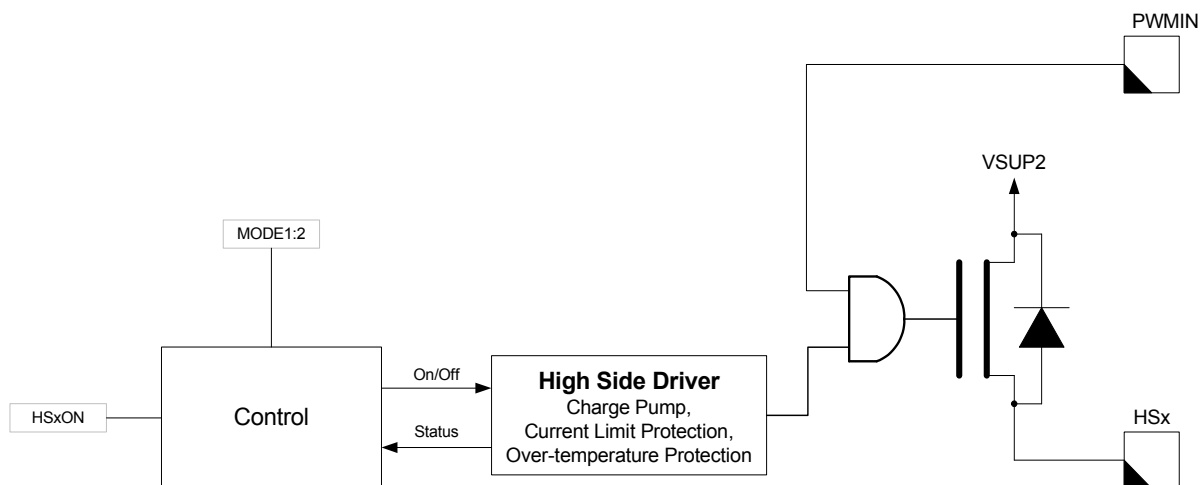 PWMIN
VSUP2
MODE1:2
On/Off
High Side Driver
Charge Pump,
Current Limit Protection,
Over-temperature Protection
HSxON
Control
Status
HSx